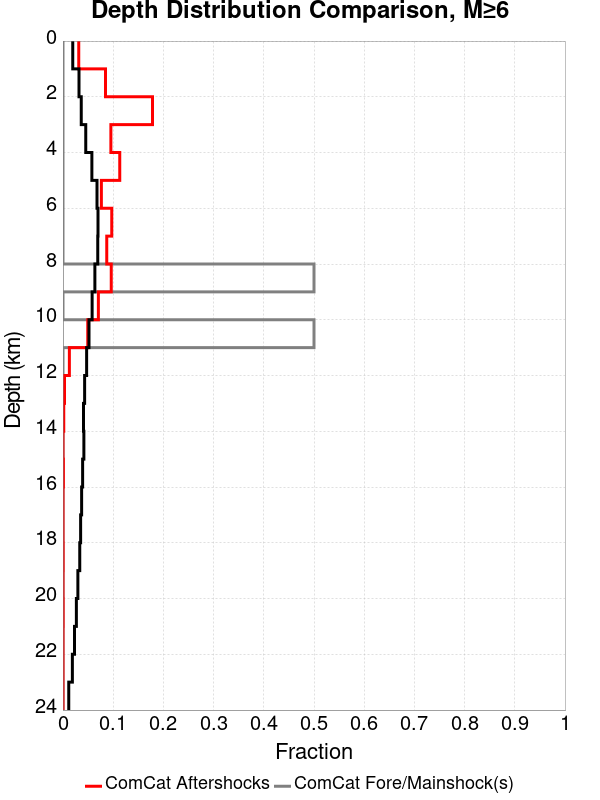 Depth Distribution Comparison, M≥6
0
2
4
6
8
10
12
14
16
18
20
22
24
Depth (km)
0 0.1 0.2 0.3 0.4 0.5 0.6 0.7 0.8 0.9 1
Fraction
ComCat Aftershocks ComCat Fore/Mainshock(s)